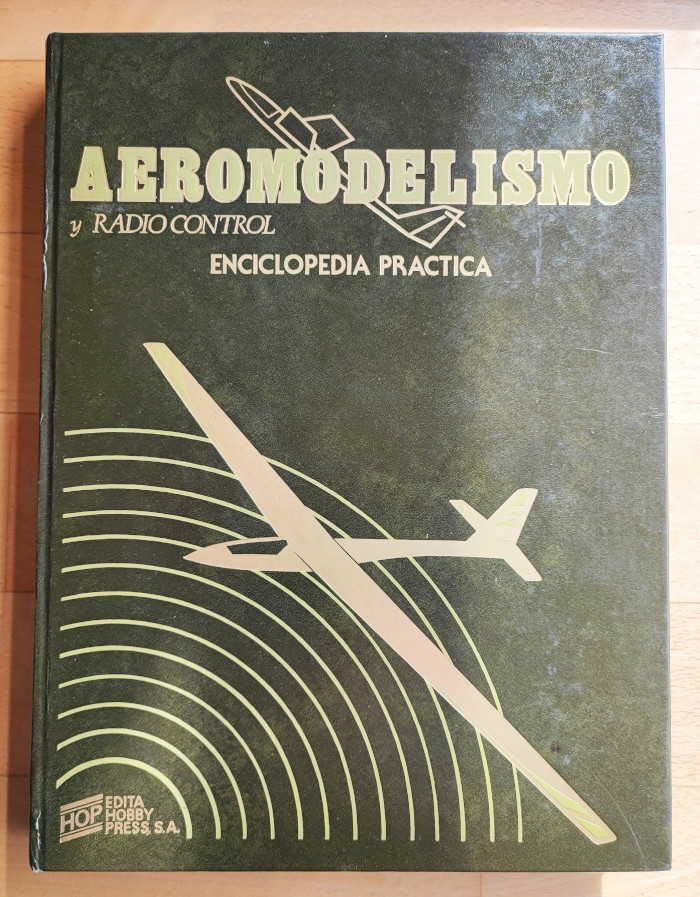 AEROMODELISMO
y RADIO CONTROL
ENCICLOPEDIA PRACTICA
HOP
EDITA
HOBBY
PRESS, S.A.